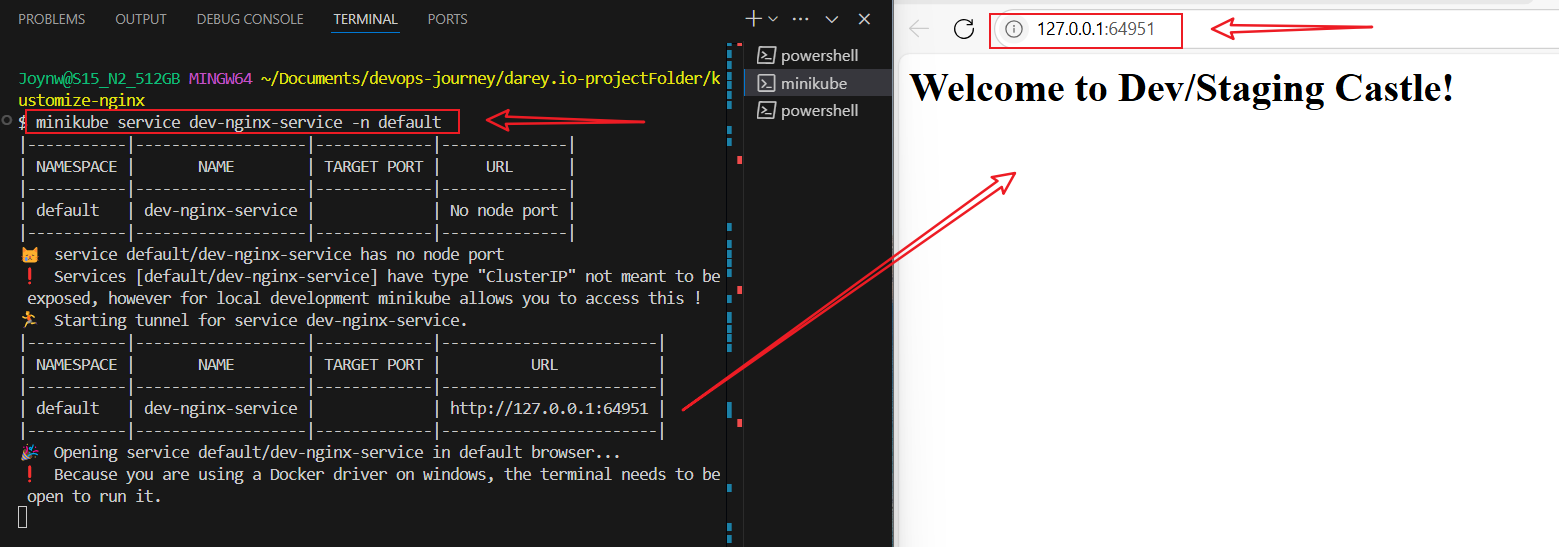 PROBLEMS OUTPUT DEBUG CONSOLE TERMINAL PORTS
powershell
minikube
powershell
Joynw@S15_N2_512GB MINGW64 ~/Documents/devops-journey/darey.io-projectFolder/k
ustomize-nginx
$ minikube service dev-nginx-service -n default
|-----------|-------------------|-------------|--------------|
| NAMESPACE | NAME | TARGET PORT | URL |
|-----------|-------------------|-------------|--------------|
| default | dev-nginx-service | | No node port |
|-----------|-------------------|-------------|--------------|
😿 service default/dev-nginx-service has no node port
❗ Services [default/dev-nginx-service] have type "ClusterIP" not meant to be
exposed, however for local development minikube allows you to access this !
🏃 Starting tunnel for service dev-nginx-service.
|-----------|-------------------|-------------|------------------------|
| NAMESPACE | NAME | TARGET PORT | URL |
|-----------|-------------------|-------------|------------------------|
| default | dev-nginx-service | | http://127.0.0.1:64951 |
|-----------|-------------------|-------------|------------------------|
🎉 Opening service default/dev-nginx-service in default browser...
❗ Because you are using a Docker driver on windows, the terminal needs to be
open to run it.
127.0.0.1:64951
Welcome to Dev/Staging Castle!